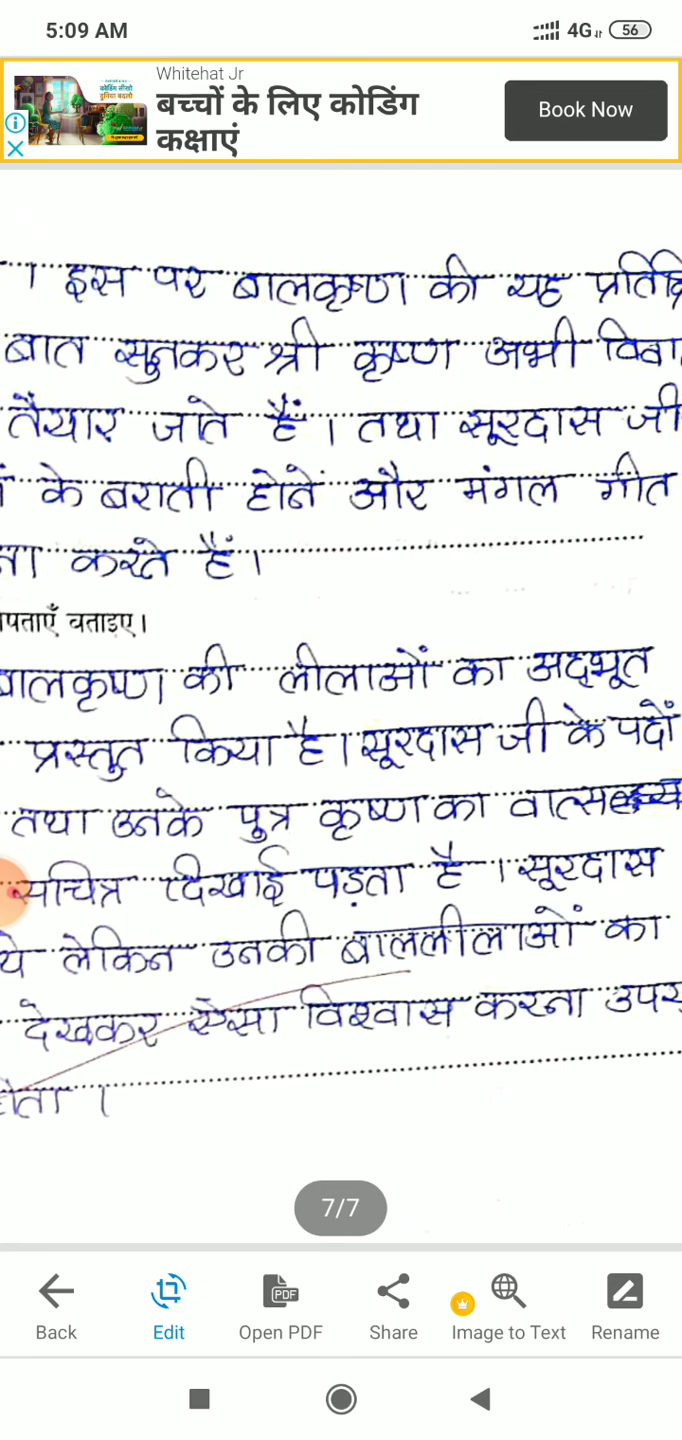 5:09 AM
4G 56
Whitehat Jr
बच्चों के लिए कोडिंग
कक्षाएं
Book Now
। इस पर बालकृष्ण की यह
बात सुनकर श्री कृष्ण अभी
तैयार जाते हैं । तथा सूरदास जी
के बराती होनें और मंगल गीत
करते हैं ।
बताइए ।
की लीलाओं का अद्भूत
प्रस्तुत किया है । सूरदास जी के पदों
तथा उनके पुत्र कृष्ण का
सचित्र दिखाई पड़ता है । सूरदास
लेकिन उनकी बाललीलाओं का
देखकर ऐसा विश्वास करना
होता ।
7/7
Back
Edit
PDF
Open PDF
Share
Image to Text
Rename